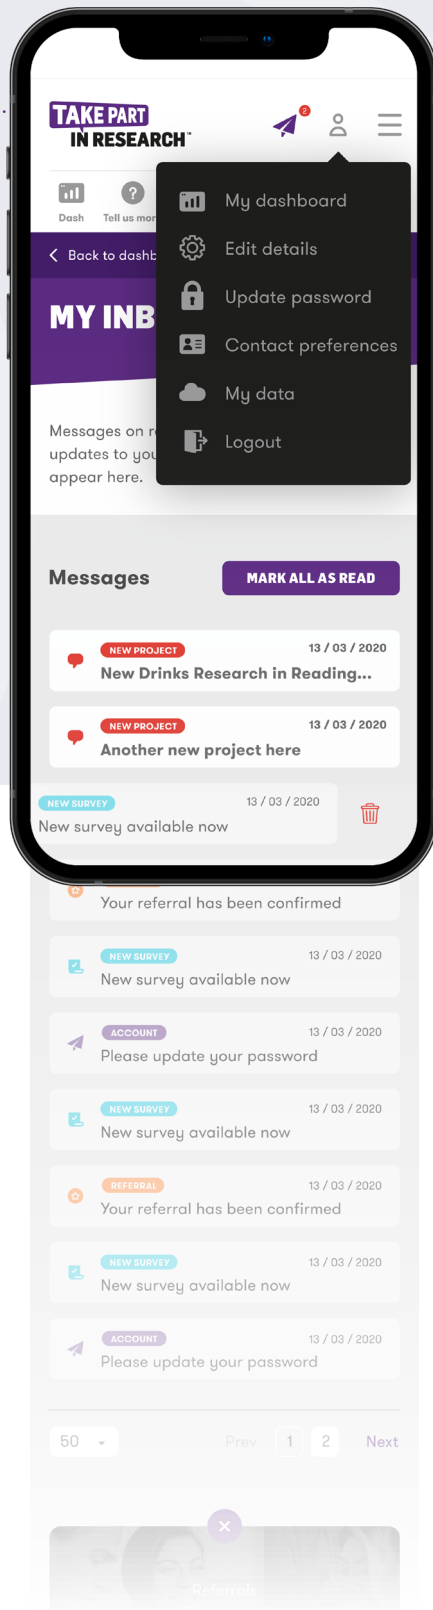 TAKE PART
IN RESEARCH
2
Dash
Tell us mor
My dashboard
Edit details
Update password
Contact preferences
My data
Logout
Back to dashb
MY INB
Messages on r
updates to you
appear here.
Messages
MARK ALL AS READ
NEW PROJECT
13 / 03 / 2020
New Drinks Research in Reading...
NEW PROJECT
13 / 03 / 2020
Another new project here
NEW SURVEY
13 / 03 / 2020
New survey available now
Your referral has been confirmed
NEW SURVEY
13 / 03 / 2020
New survey available now
ACCOUNT
13 / 03 / 2020
Please update your password
NEW SURVEY
13 / 03 / 2020
New survey available now
REFERRAL
13 / 03 / 2020
Your referral has been confirmed
NEW SURVEY
13 / 03 / 2020
New survey available now
ACCOUNT
13 / 03 / 2020
Please update your password
50
Prev
1
2
Next
Referrals